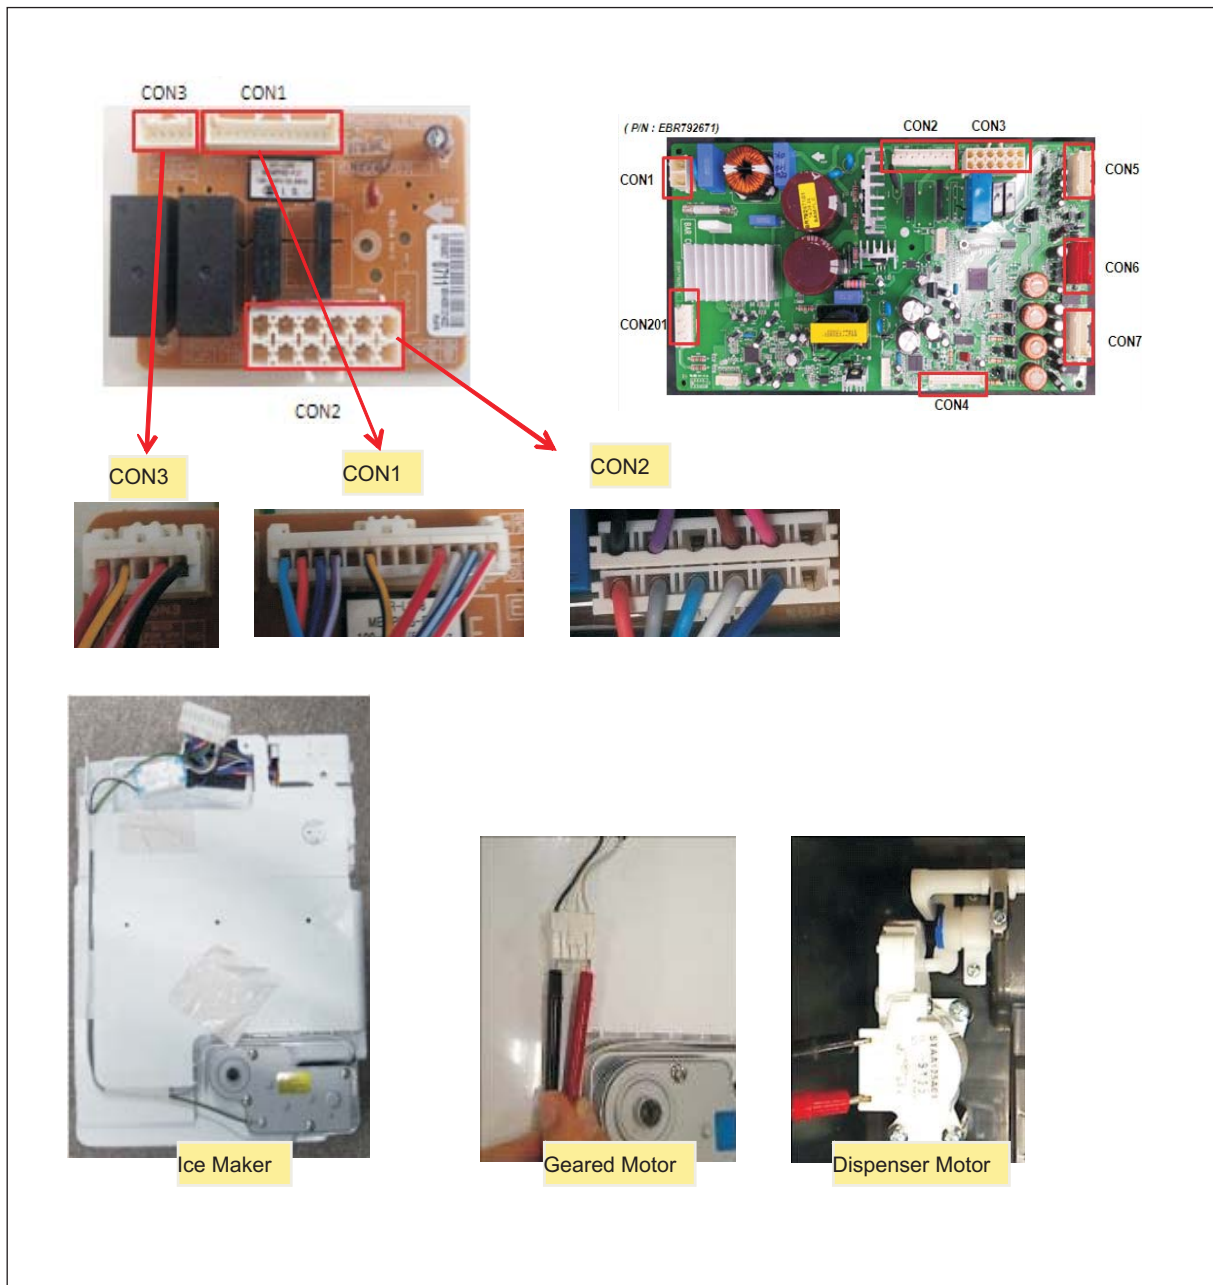 CON3
CON1
CON2
( P/N : EBR792671)
CON2
CON3
CON1
CON5
CON6
CON201
CON7
CON4
CON3
CON1
CON2
Ice Maker
Geared Motor
Dispenser Motor